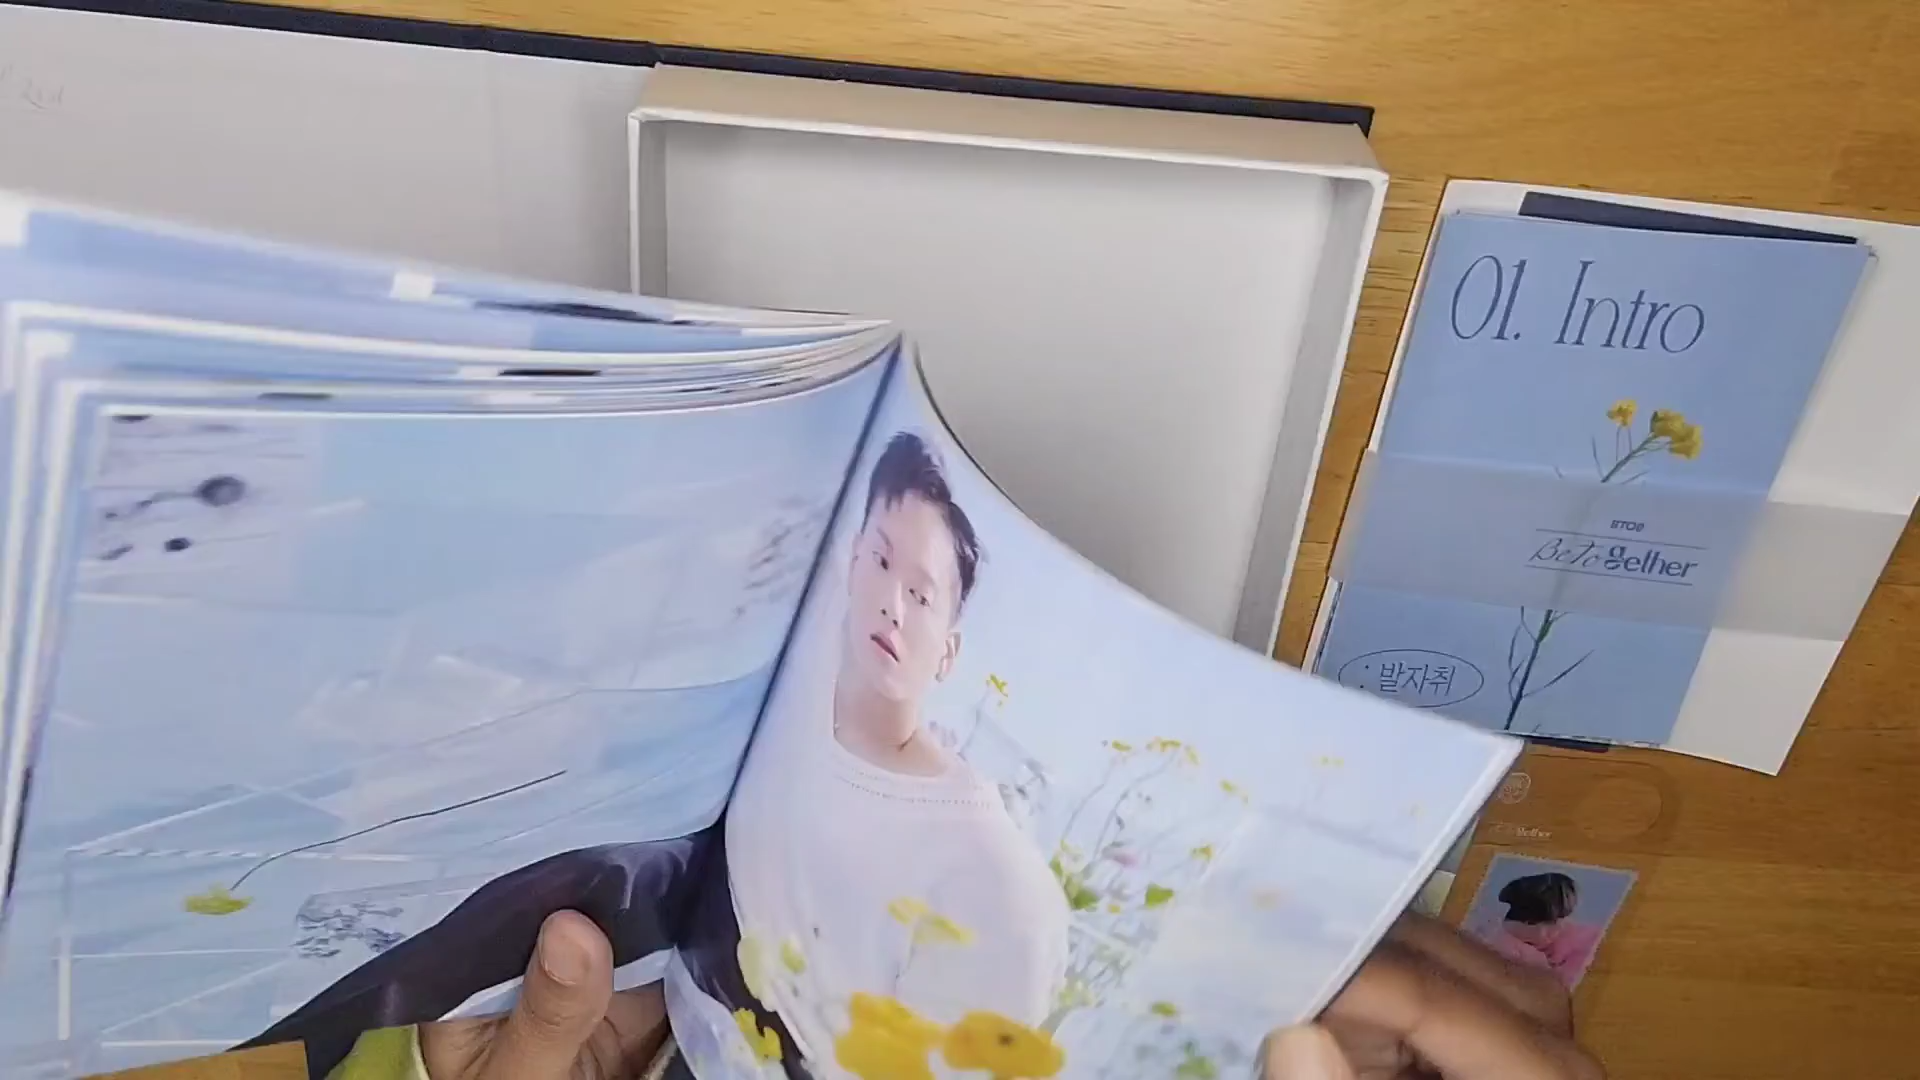 01. Intro
BTOB
Be Together
: 발자취